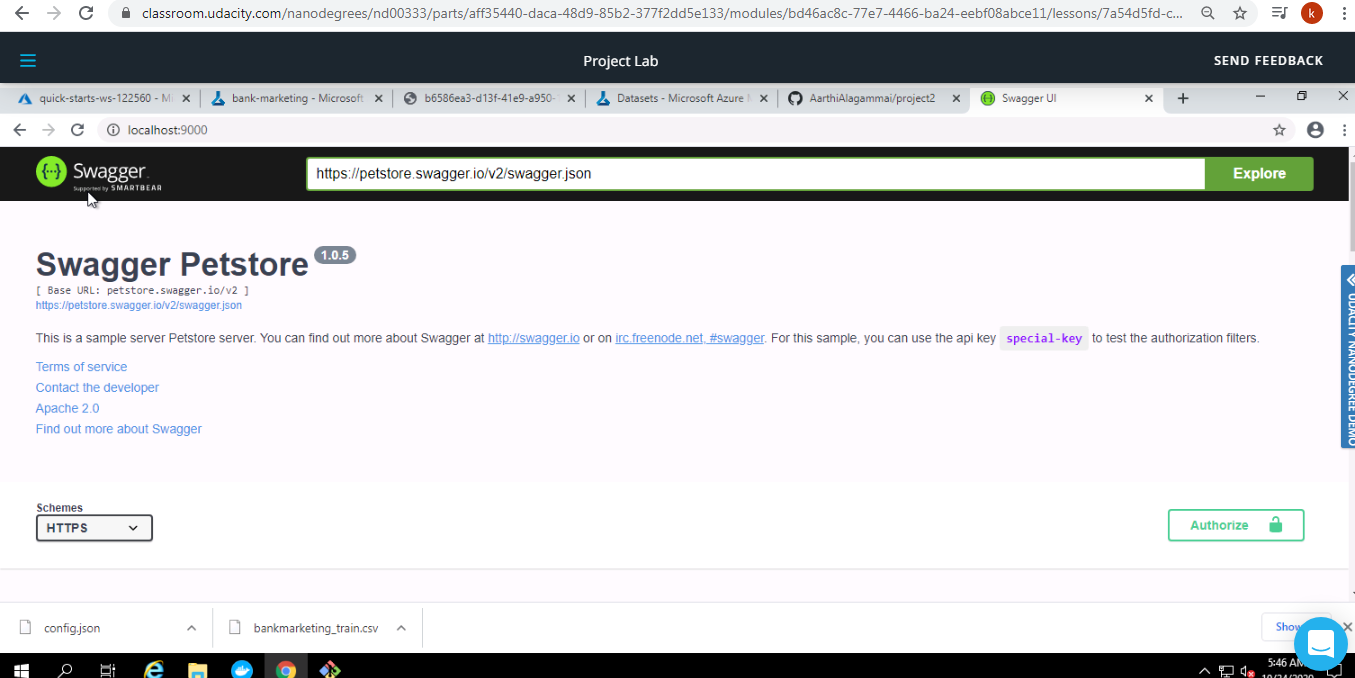 classroom.udacity.com/nanodegrees/nd00333/parts/aff35440-daca-48d9-85b2-377f2dd5e133/modules/bd46ac8c-77e7-4466-ba24-eebf08abce11/lessons/7a54d5fd-c...
k
Project Lab
SEND FEEDBACK
quick-starts-ws-122560 - Mi
bank-marketing - Microsoft
b6586ea3-d13f-41e9-a950-
Datasets - Microsoft Azure
AarthiAlagammai/project2
Swagger UI
localhost:9000
Swagger
Supported by SMARTBEAR
https://petstore.swagger.io/v2/swagger.json
Explore
Swagger Petstore 1.0.5
[ Base URL: petstore.swagger.io/v2 ]
https://petstore.swagger.io/v2/swagger.json
This is a sample server Petstore server. You can find out more about Swagger at http://swagger.io or on irc.freenode.net, #swagger. For this sample, you can use the api key special-key to test the authorization filters.
Terms of service
Contact the developer
Apache 2.0
Find out more about Swagger
UDACITY NANODEGREE DEMO
Schemes
HTTPS
Authorize
config.json
bankmarketing_train.csv
Show
5:46 AM
10/24/2020